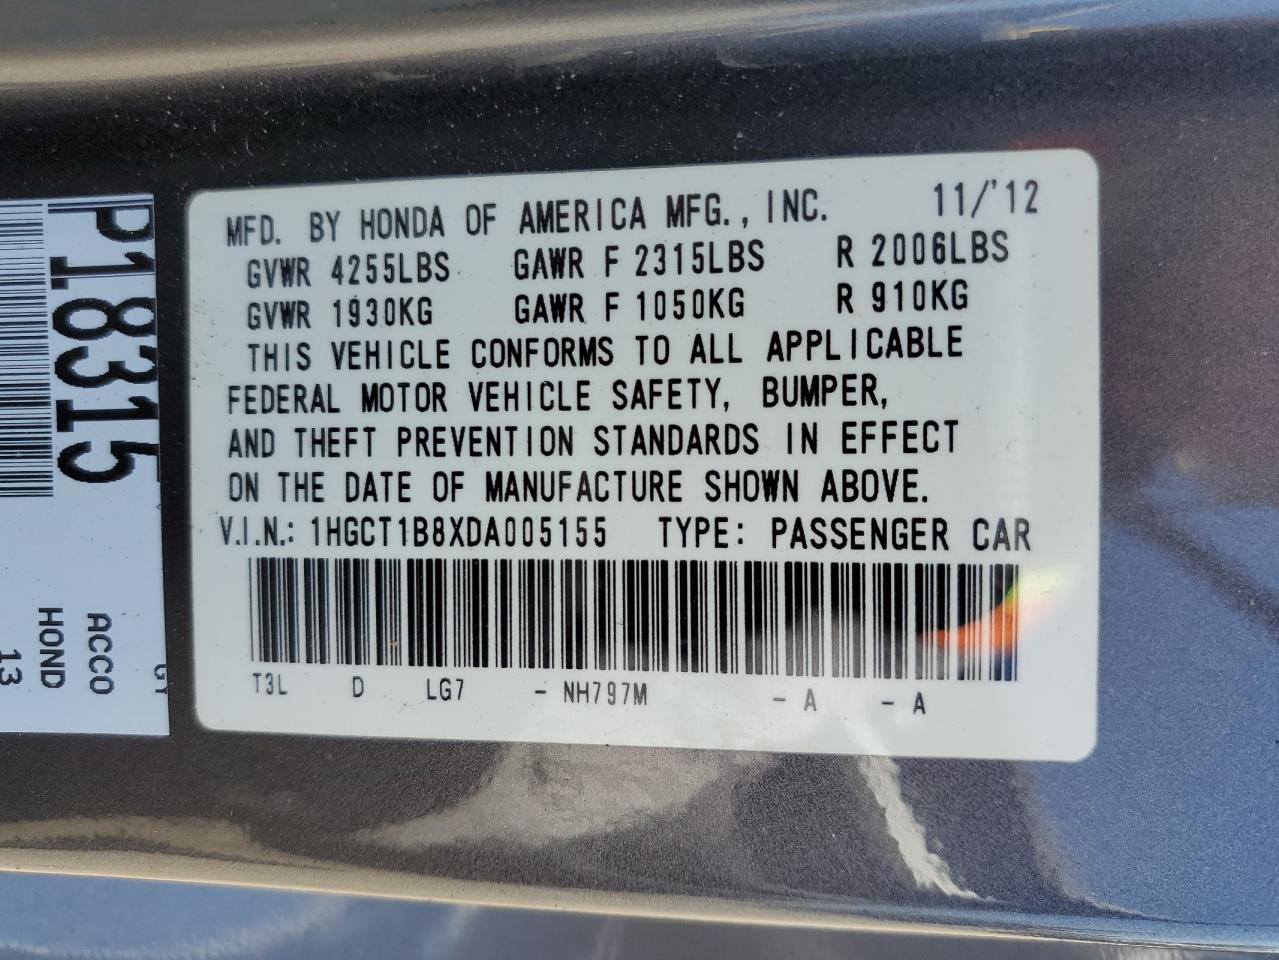 MFD. BY HONDA OF AMERICA MFG., INC. 11/'12
GVWR 4255LBS GAWR F 2315LBS R 2006LBS
GVWR 1930KG GAWR F 1050KG R 910KG
THIS VEHICLE CONFORMS TO ALL APPLICABLE
FEDERAL MOTOR VEHICLE SAFETY, BUMPER,
AND THEFT PREVENTION STANDARDS IN EFFECT
ON THE DATE OF MANUFACTURE SHOWN ABOVE.
V.I.N.: 1HGCT1B8XDA005155 TYPE: PASSENGER CAR
T3L D LG7 - NH797M - A - A
P18315
18315
GY
ACCO
HOND
13